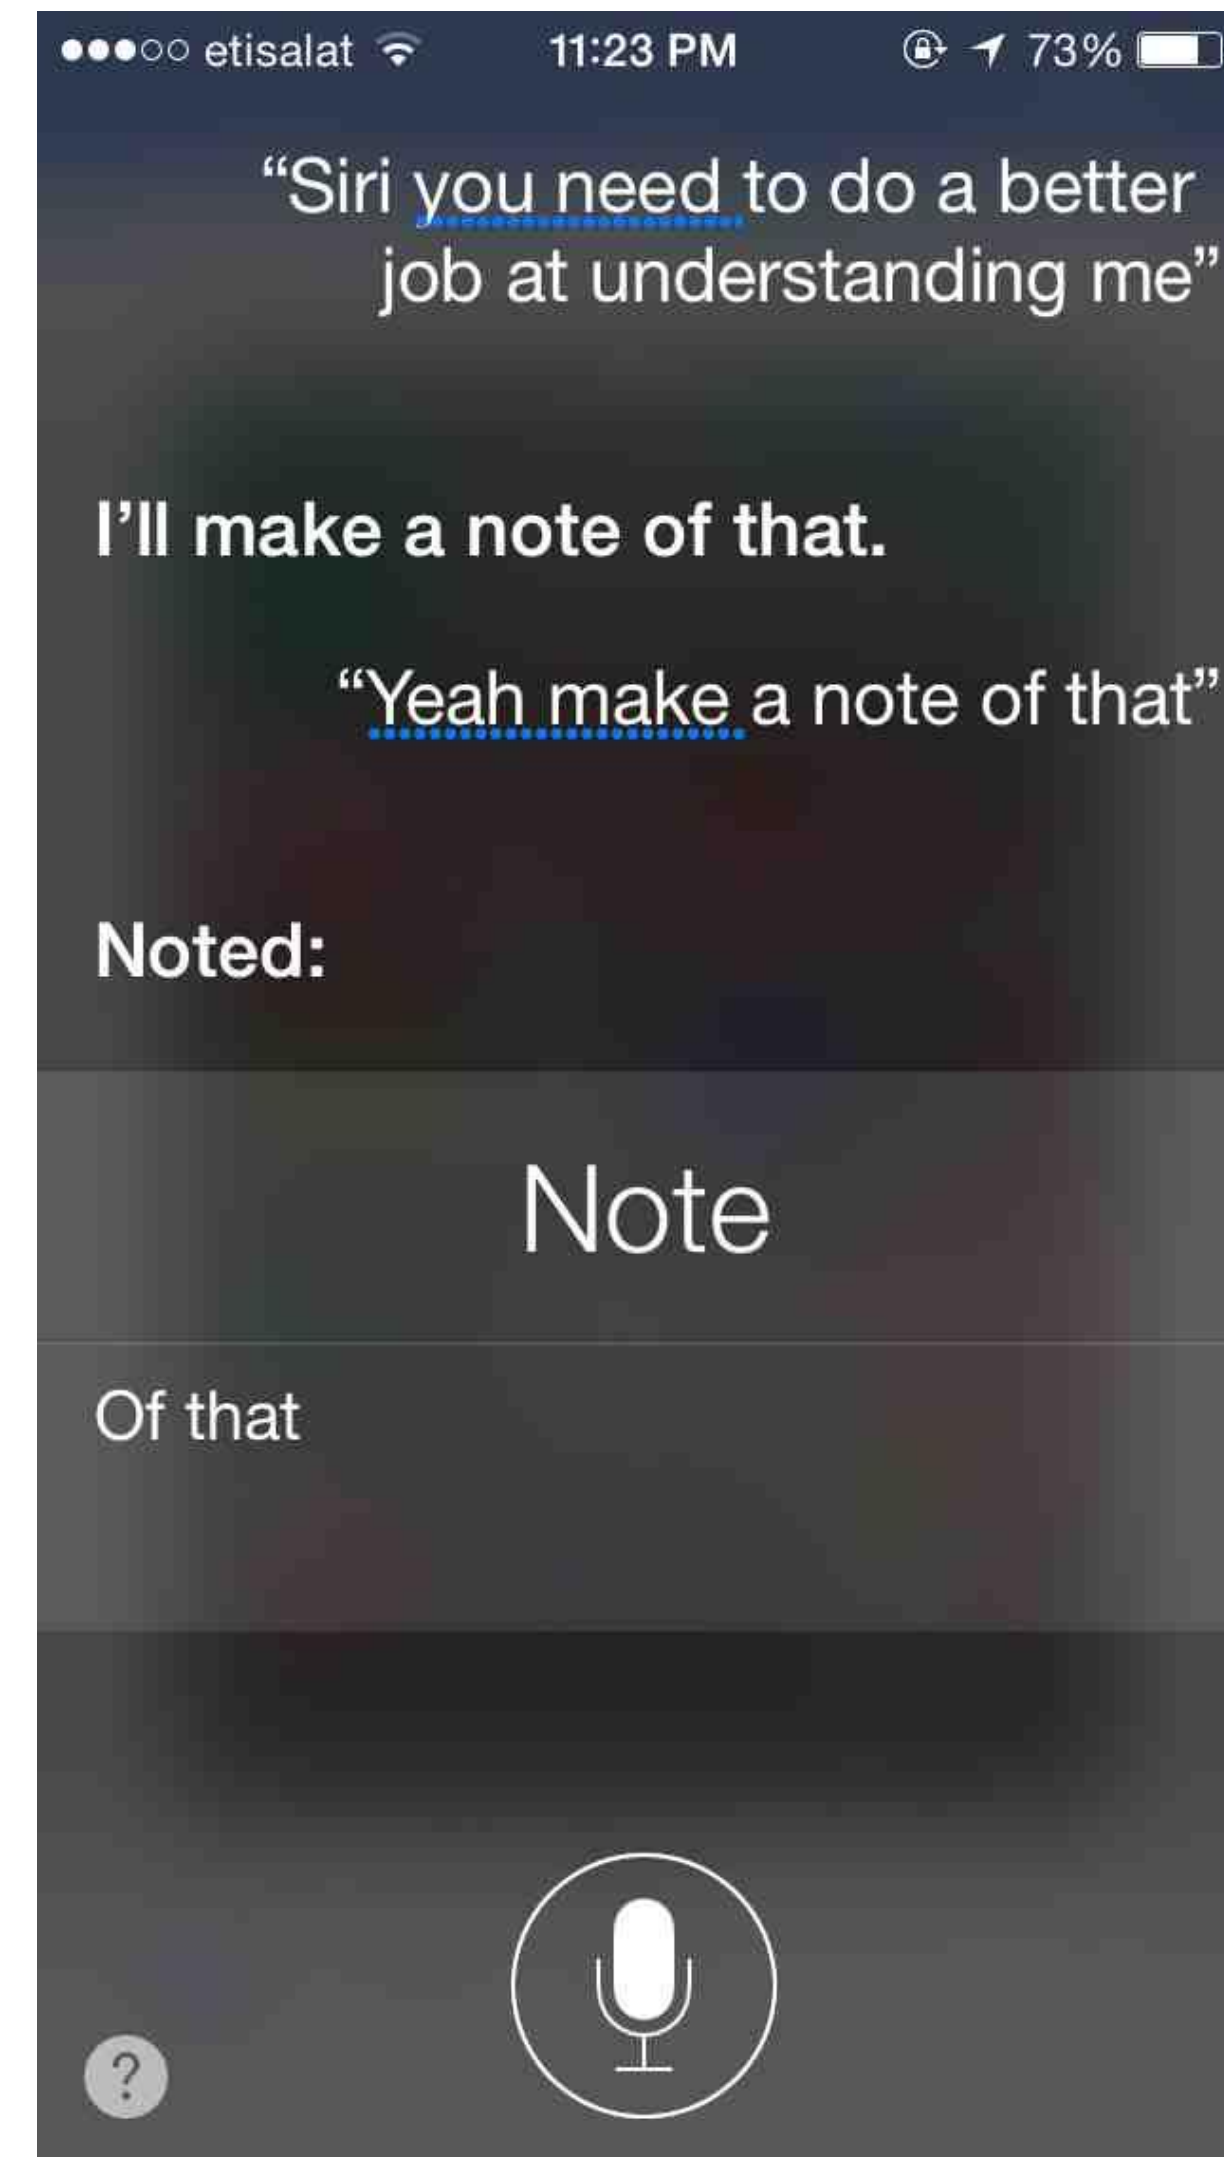 etisalat 11:23 PM 73%
“Siri you need to do a better
job at understanding me”
I’ll make a note of that.
“Yeah make a note of that”
Noted:
Note
Of that
?